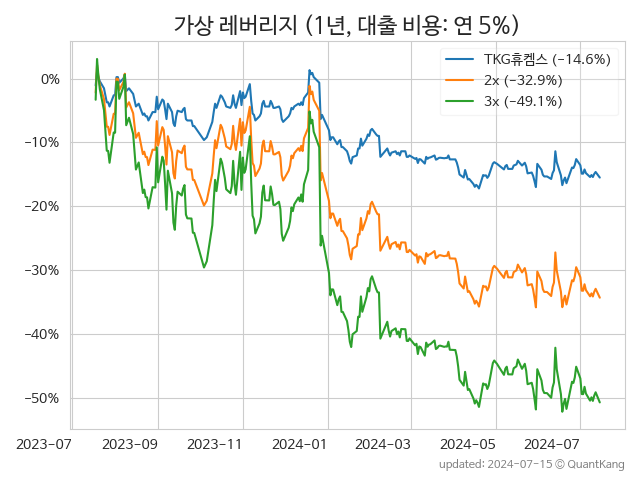 가상 레버리지 (1년, 대출 비용: 연 5%)
TKG휴켐스 (−14.6%)
2x (−32.9%)
3x (−49.1%)
0%
−10%
−20%
−30%
−40%
−50%
2023-07 2023-09 2023-11 2024-01 2024-03 2024-05 2024-07
updated: 2024-07-15 © QuantKang